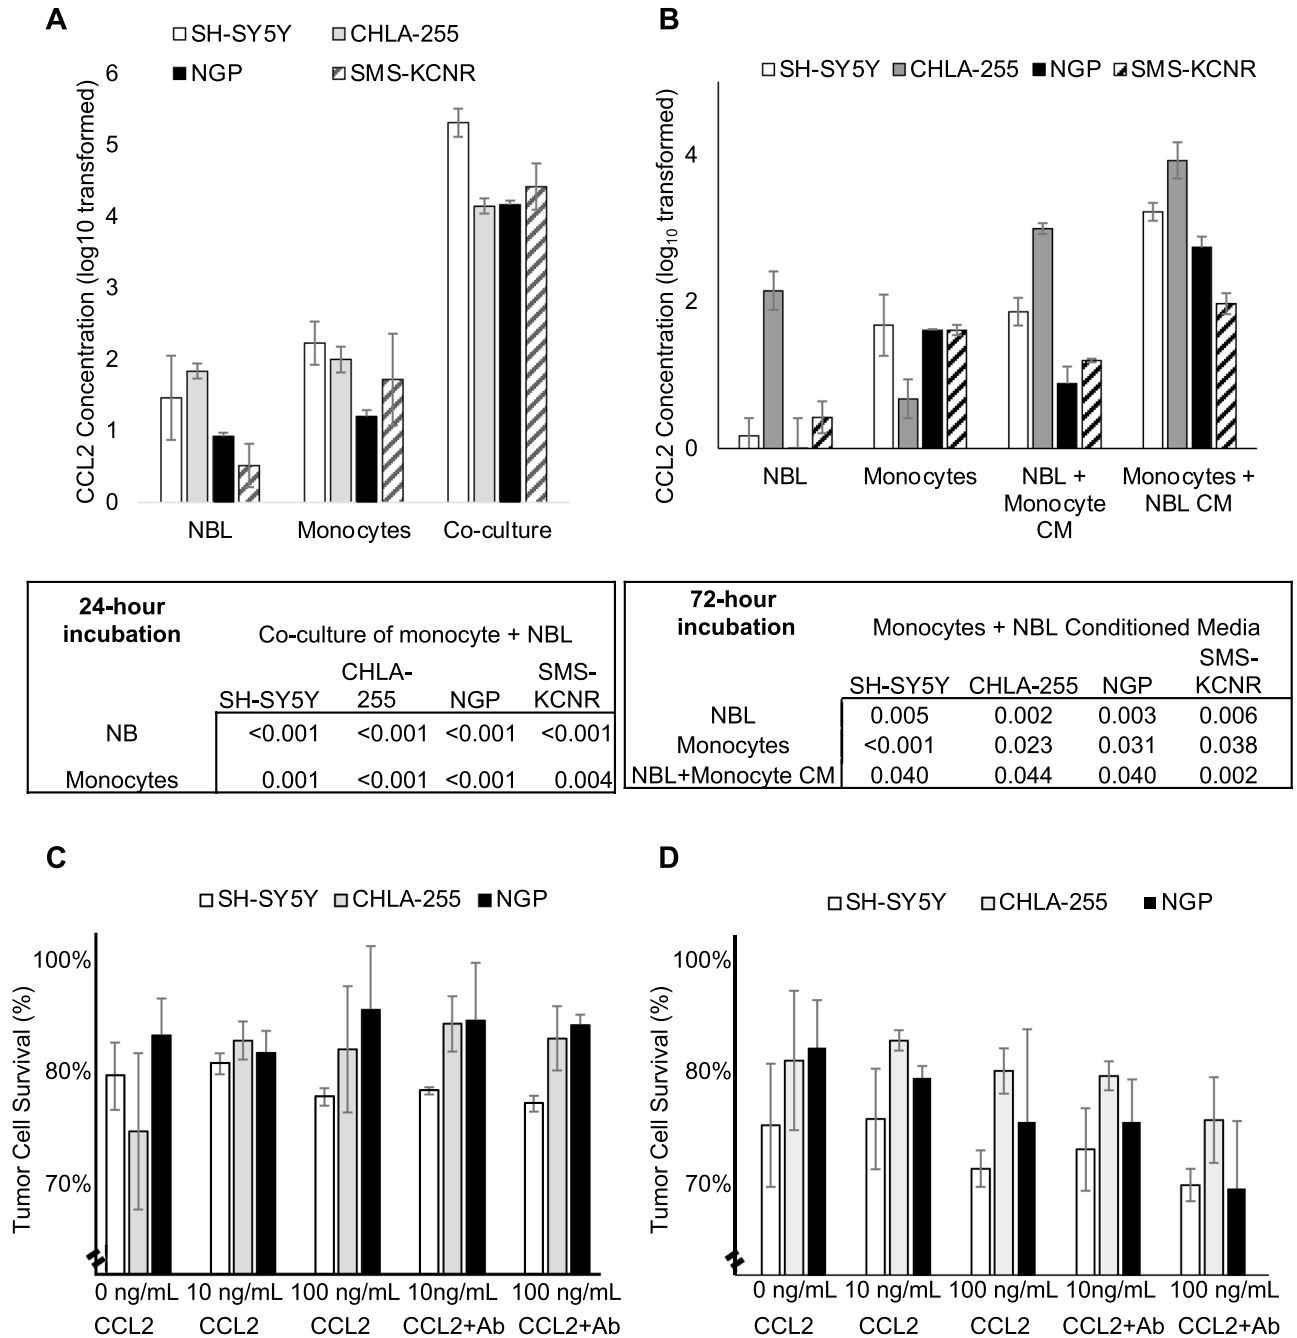 A
SH-SY5Y CHLA-255
NGP SMS-KCNR
CCL2 Concentration (log10 transformed)
6
5
4
3
2
1
0
NBL Monocytes Co-culture
B
SH-SY5Y CHLA-255 NGP SMS-KCNR
CCL2 Concentration (log10 transformed)
4
2
0
NBL Monocytes NBL + Monocytes +
Monocyte NBL CM
CM
24-hour
incubation
Co-culture of monocyte + NBL
CHLA- SMS-
SH-SY5Y 255 NGP KCNR
NB <0.001 <0.001 <0.001 <0.001
Monocytes 0.001 <0.001 <0.001 0.004
72-hour
incubation
Monocytes + NBL Conditioned Media
SMS-
SH-SY5Y CHLA-255 NGP KCNR
NBL 0.005 0.002 0.003 0.006
Monocytes <0.001 0.023 0.031 0.038
NBL+Monocyte CM 0.040 0.044 0.040 0.002
C
SH-SY5Y CHLA-255 NGP
Tumor Cell Survival (%)
100%
80%
70%
0 ng/mL 10 ng/mL 100 ng/mL 10ng/mL 100 ng/mL
CCL2 CCL2 CCL2 CCL2+Ab CCL2+Ab
D
SH-SY5Y CHLA-255 NGP
Tumor Cell Survival (%)
100%
80%
70%
0 ng/mL 10 ng/mL 100 ng/mL 10ng/mL 100 ng/mL
CCL2 CCL2 CCL2 CCL2+Ab CCL2+Ab